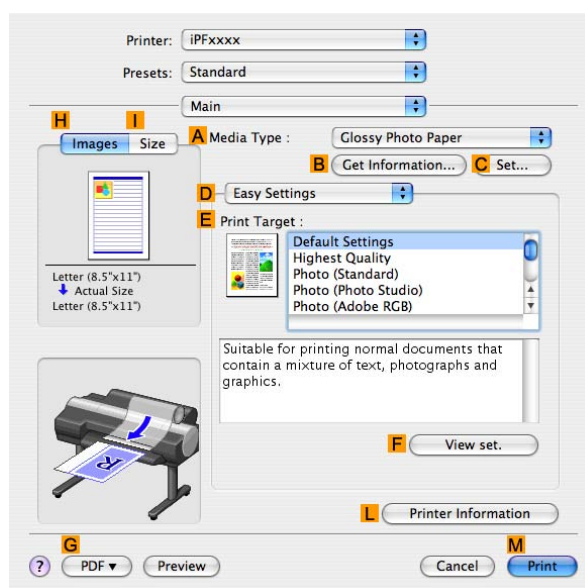 Printer: iPFxxxx
Presets: Standard
Main
H I
Images Size
A Media Type : Glossy Photo Paper
B Get Information... C Set...
D Easy Settings
E Print Target :
Default Settings
Highest Quality
Photo (Standard)
Photo (Photo Studio)
Photo (Adobe RGB)
Letter (8.5"x11")
Actual Size
Letter (8.5"x11")
Suitable for printing normal documents that
contain a mixture of text, photographs and
graphics.
R
F View set.
L Printer Information
G M
? PDF Preview Cancel Print